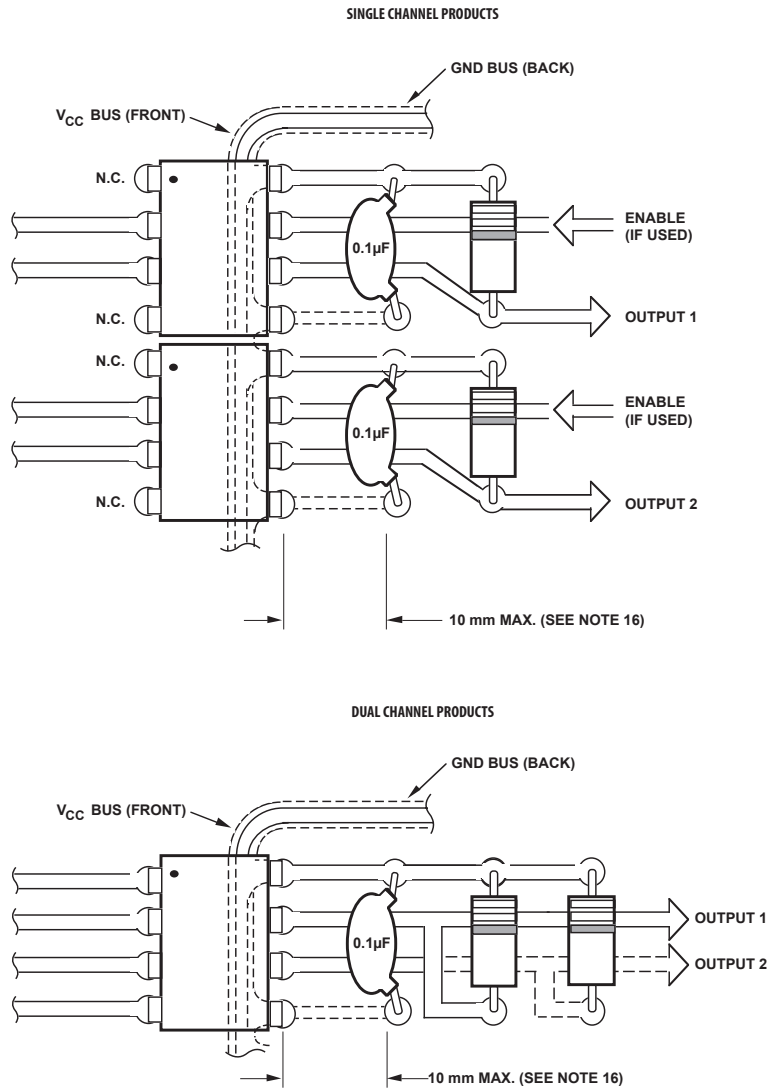 SINGLE CHANNEL PRODUCTS
GND BUS (BACK)
VCC BUS (FRONT)
N.C.
ENABLE
(IF USED)
0.1µF
N.C.
OUTPUT 1
N.C.
ENABLE
(IF USED)
0.1µF
N.C.
OUTPUT 2
10 mm MAX. (SEE NOTE 16)
DUAL CHANNEL PRODUCTS
GND BUS (BACK)
VCC BUS (FRONT)
OUTPUT 1
0.1µF
OUTPUT 2
10 mm MAX. (SEE NOTE 16)